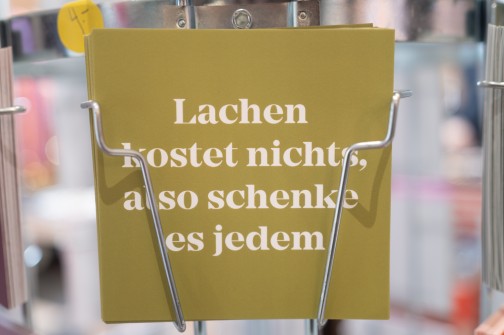 Lachen
kostet nichts,
also schenke
es jedem